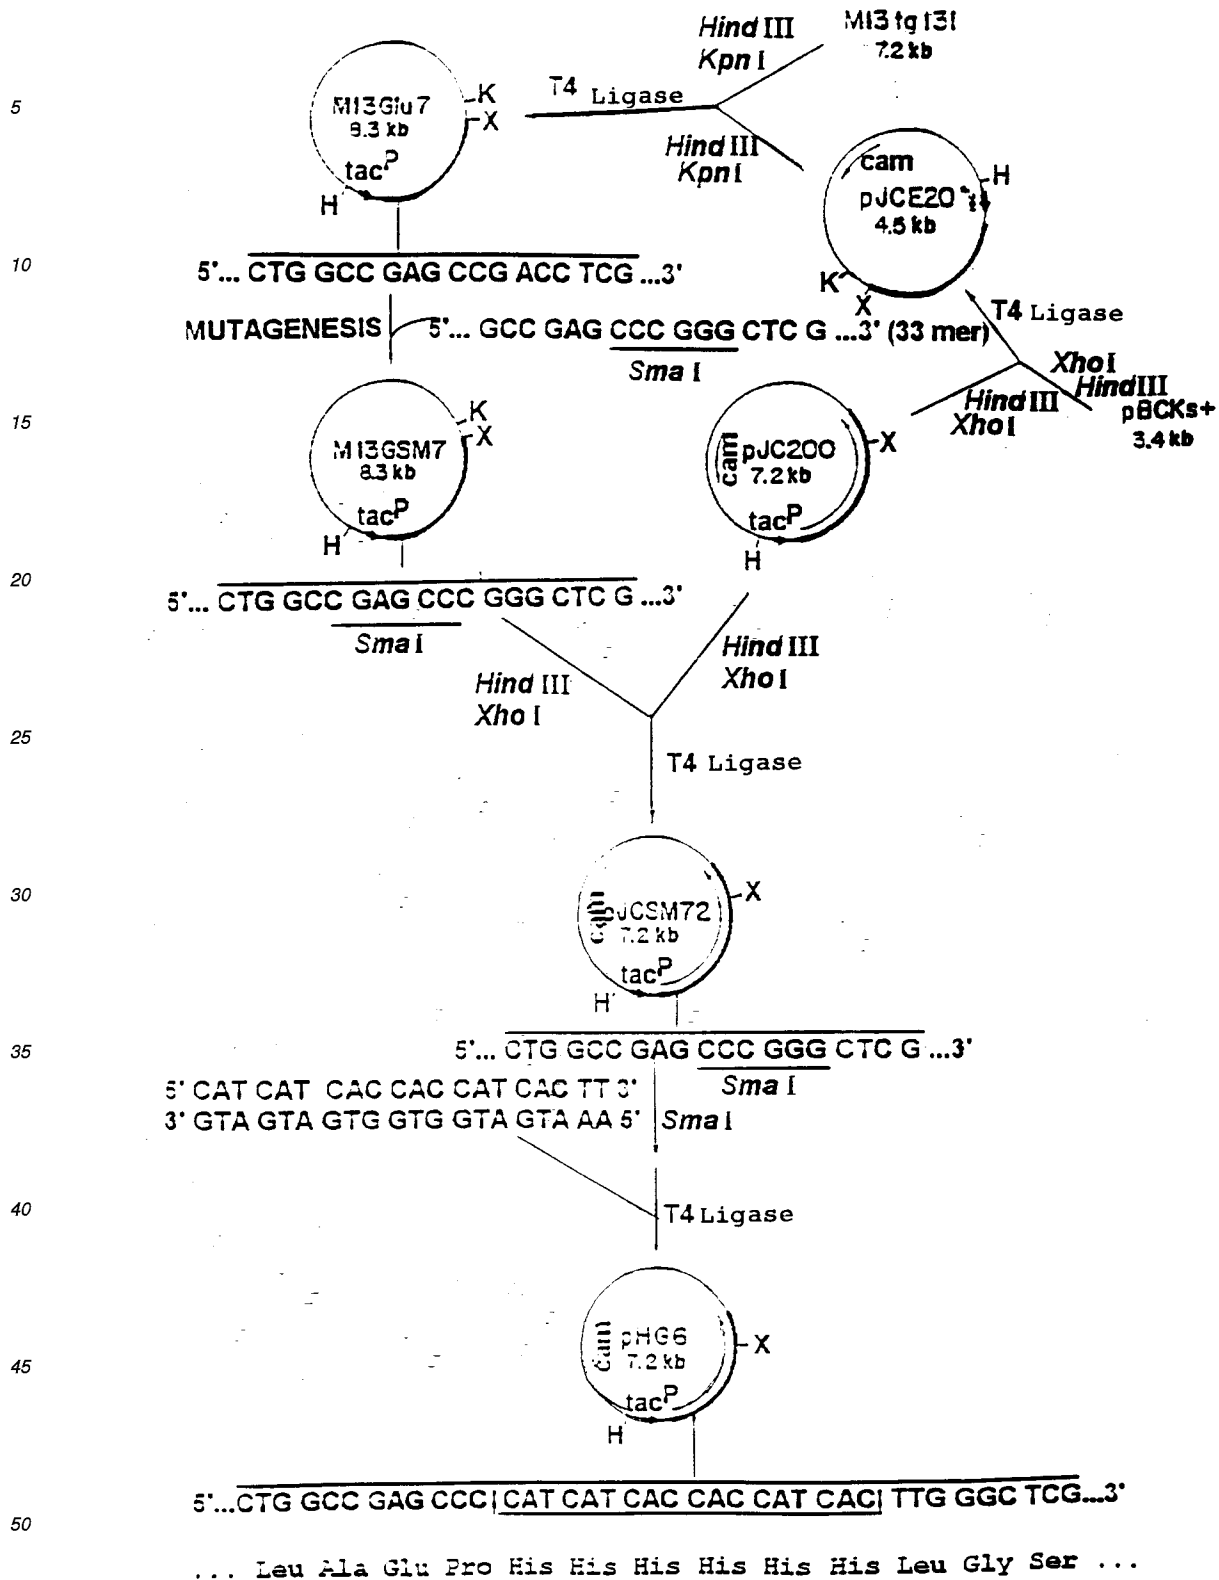 Hind III
Kpn I
M13 tg 131
7.2 kb
5
M13Glu7
8.3 kb
tacP
H
K
X
T4 Ligase
Hind III
Kpn I
cam
pJCE20
4.5 kb
H
K
X
10
5'... CTG GCC GAG CCG ACC TCG ...3'
MUTAGENESIS
5'... GCC GAG CCC GGG CTC G ...3' (33 mer)
Sma I
T4 Ligase
Xho I
Hind III
pBCKs+
3.4 kb
Hind III
Xho I
15
M13GSM7
8.3 kb
tacP
H
K
X
cam
pJC200
7.2 kb
tacP
H
X
20
5'... CTG GCC GAG CCC GGG CTC G ...3'
Sma I
Hind III
Xho I
Hind III
Xho I
25
T4 Ligase
30
pJCSM72
7.2 kb
tacP
H
X
35
5'... CTG GCC GAG CCC GGG CTC G ...3'
Sma I
5' CAT CAT CAC CAC CAT CAC TT 3'
3' GTA GTA GTG GTG GTA GTA AA 5'
Sma I
40
T4 Ligase
45
cam
pHG6
7.2 kb
tacP
H
X
5'...CTG GCC GAG CCC CAT CAT CAC CAC CAT CAC TTG GGC TCG...3'
50
... Leu Ala Glu Pro His His His His His His Leu Gly Ser ...